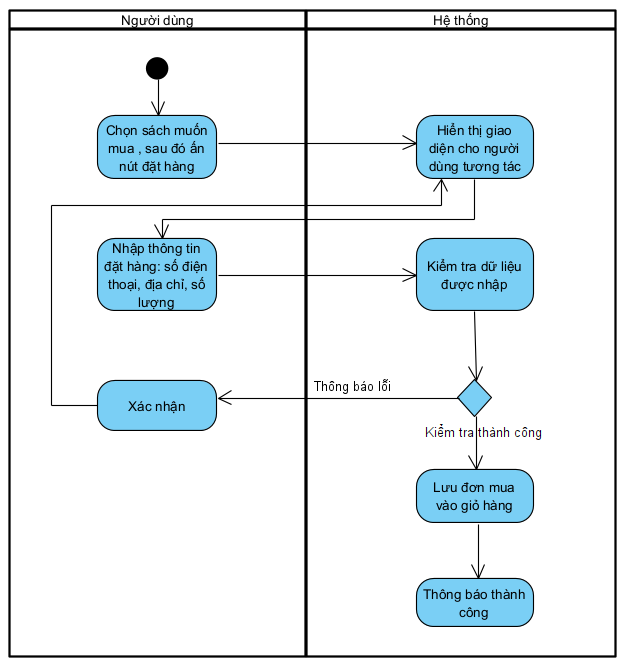 Người dùng
Hệ thống
Chọn sách muốn
mua , sau đó ấn
nút đặt hàng
Hiển thị giao
diện cho người
dùng tương tác
Nhập thông tin
đặt hàng: số điện
thoại, địa chỉ, số
lượng
Kiểm tra dữ liệu
được nhập
Thông báo lỗi
Xác nhận
Kiểm tra thành công
Lưu đơn mua
vào giỏ hàng
Thông báo thành
công